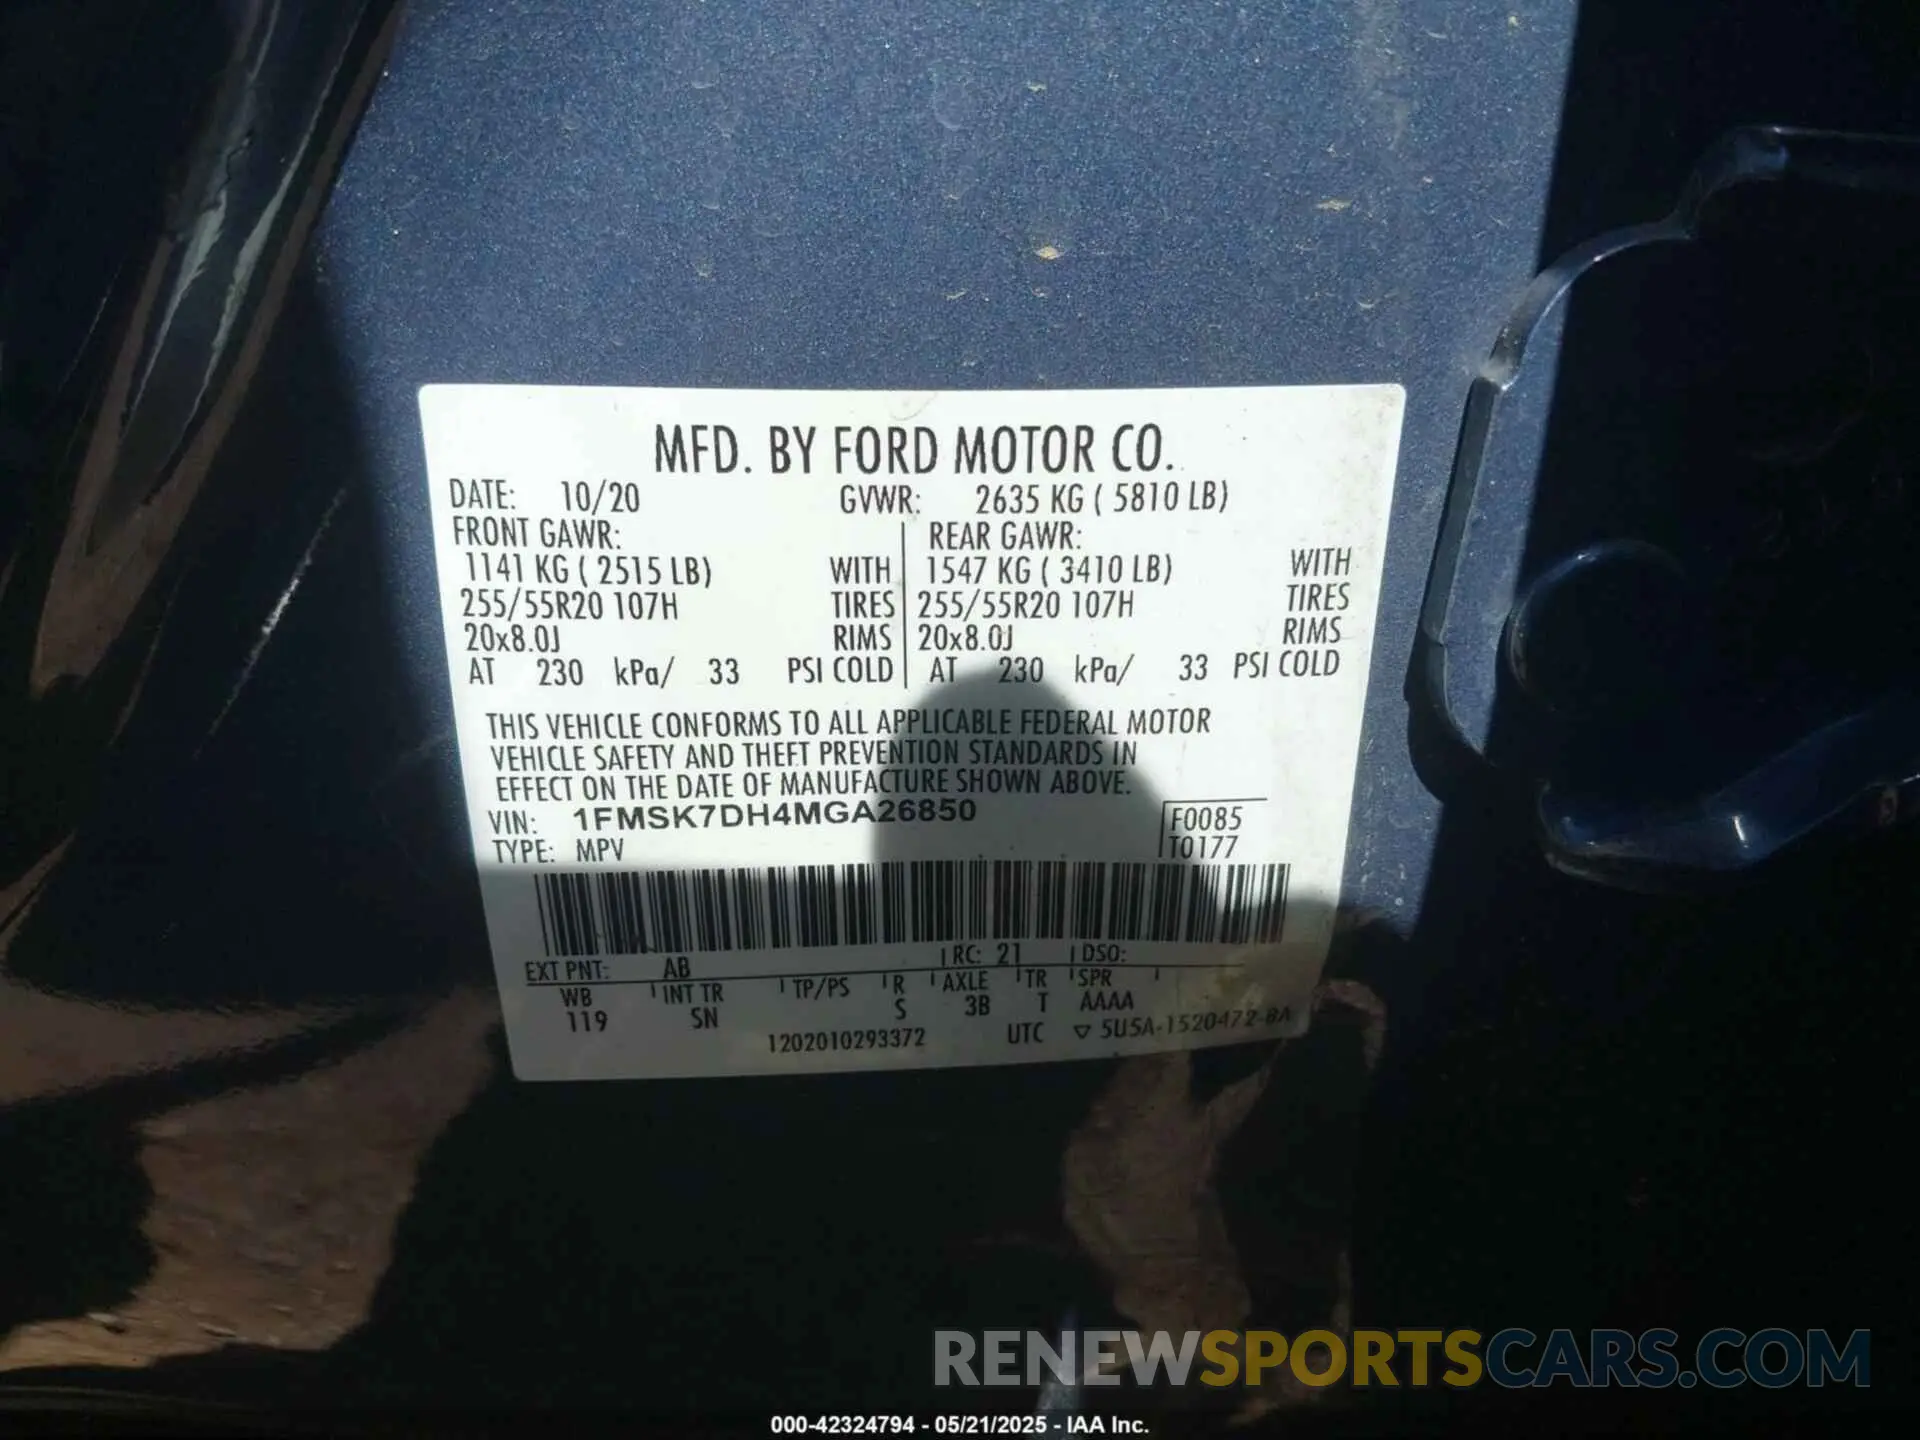 MFD. BY FORD MOTOR CO.
DATE: 10/20 GVWR: 2635 KG ( 5810 LB)
FRONT GAWR: REAR GAWR:
1141 KG ( 2515 LB) WITH 1547 KG ( 3410 LB) WITH
255/55R20 107H TIRES 255/55R20 107H TIRES
20x8.0J RIMS 20x8.0J RIMS
AT 230 kPa/ 33 PSI COLD AT 230 kPa/ 33 PSI COLD
THIS VEHICLE CONFORMS TO ALL APPLICABLE FEDERAL MOTOR
VEHICLE SAFETY AND THEFT PREVENTION STANDARDS IN
EFFECT ON THE DATE OF MANUFACTURE SHOWN ABOVE.
VIN: 1FMSK7DH4MGA26850 F0085
TYPE: MPV T0177
EXT PNT: AB RC: 21 DSO:
WB INT TR TP/PS R AXLE TR SPR
119 SN S 3B T AAAA
1202010293372 UTC ▽ 5U5A-1520472-BA
RENEWSPORTSCARS.COM
000-42324794 - 05/21/2025 - IAA Inc.